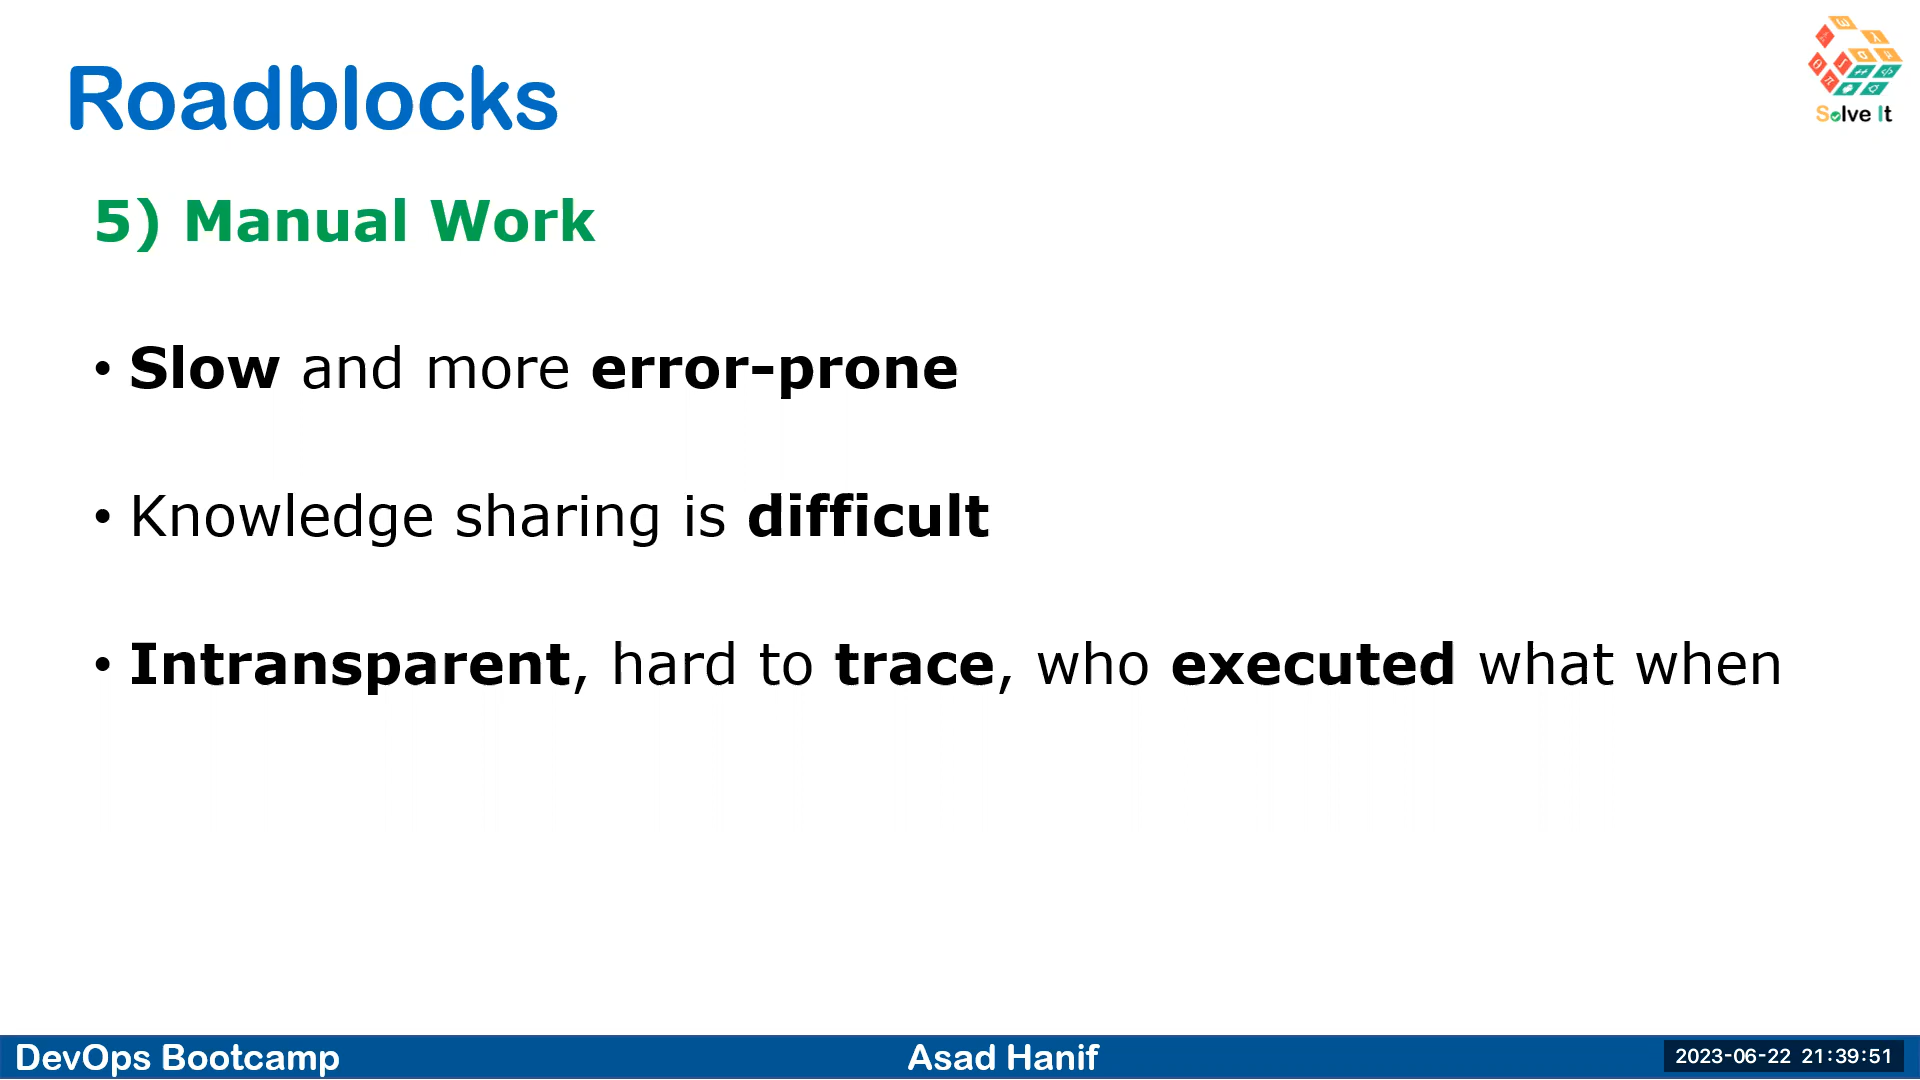 Roadblocks
Solve It
5) Manual Work
• Slow and more error-prone
• Knowledge sharing is difficult
• Intransparent, hard to trace, who executed what when
DevOps Bootcamp
Asad Hanif
2023-06-22 21:39:51